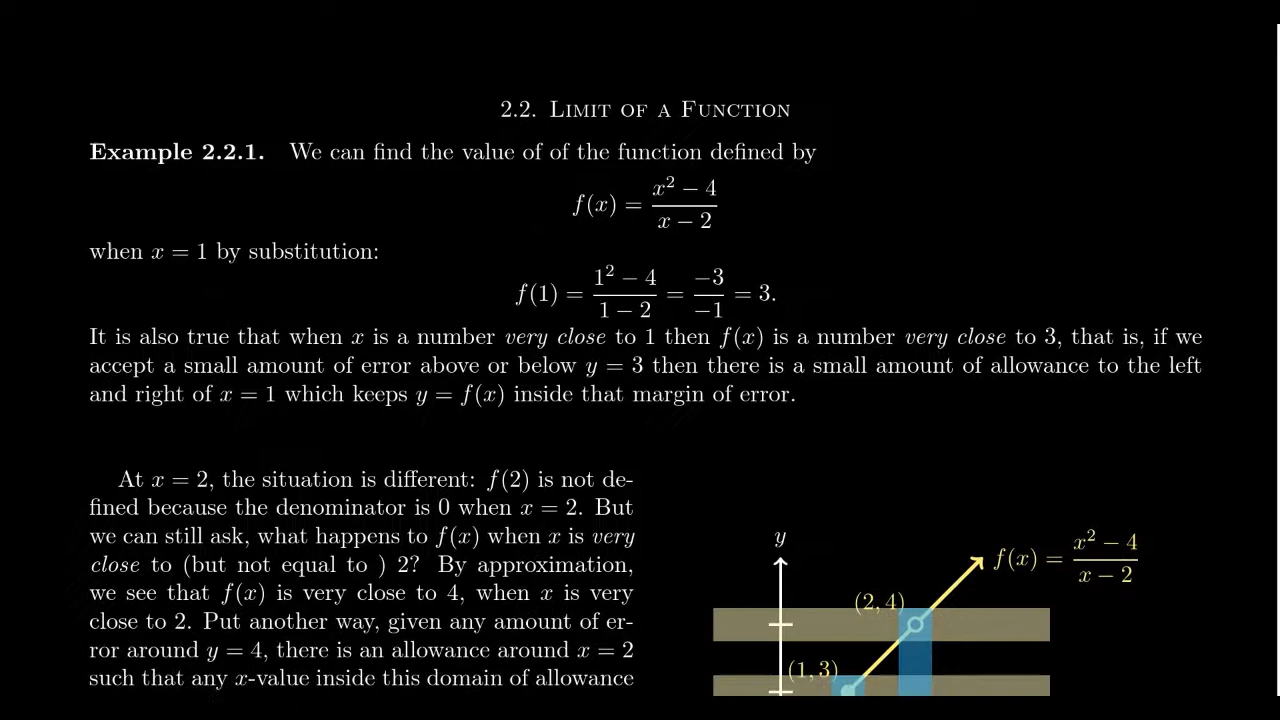 2.2. Limit of a Function
Example 2.2.1. We can find the value of of the function defined by
f(x) = (x² − 4)/(x − 2)
when x = 1 by substitution:
f(1) = (1² − 4)/(1 − 2) = −3/−1 = 3.
It is also true that when x is a number very close to 1 then f(x) is a number very close to 3, that is, if we
accept a small amount of error above or below y = 3 then there is a small amount of allowance to the left
and right of x = 1 which keeps y = f(x) inside that margin of error.
At x = 2, the situation is different: f(2) is not de-
fined because the denominator is 0 when x = 2. But
we can still ask, what happens to f(x) when x is very
close to (but not equal to ) 2? By approximation,
we see that f(x) is very close to 4, when x is very
close to 2. Put another way, given any amount of er-
ror around y = 4, there is an allowance around x = 2
such that any x-value inside this domain of allowance
y
f(x) = (x² − 4)/(x − 2)
(2, 4)
(1, 3)